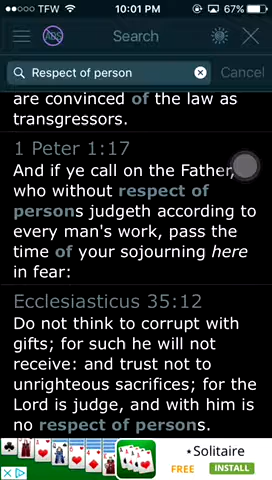 TFW 10:01 PM 67%
ADS Search
Respect of person Cancel
are convinced of the law as
transgressors.
1 Peter 1:17
And if ye call on the Father,
who without respect of
persons judgeth according to
every man's work, pass the
time of your sojourning here
in fear:
Ecclesiasticus 35:12
Do not think to corrupt with
gifts; for such he will not
receive: and trust not to
unrighteous sacrifices; for the
Lord is judge, and with him is
no respect of persons.
Solitaire
FREE INSTALL